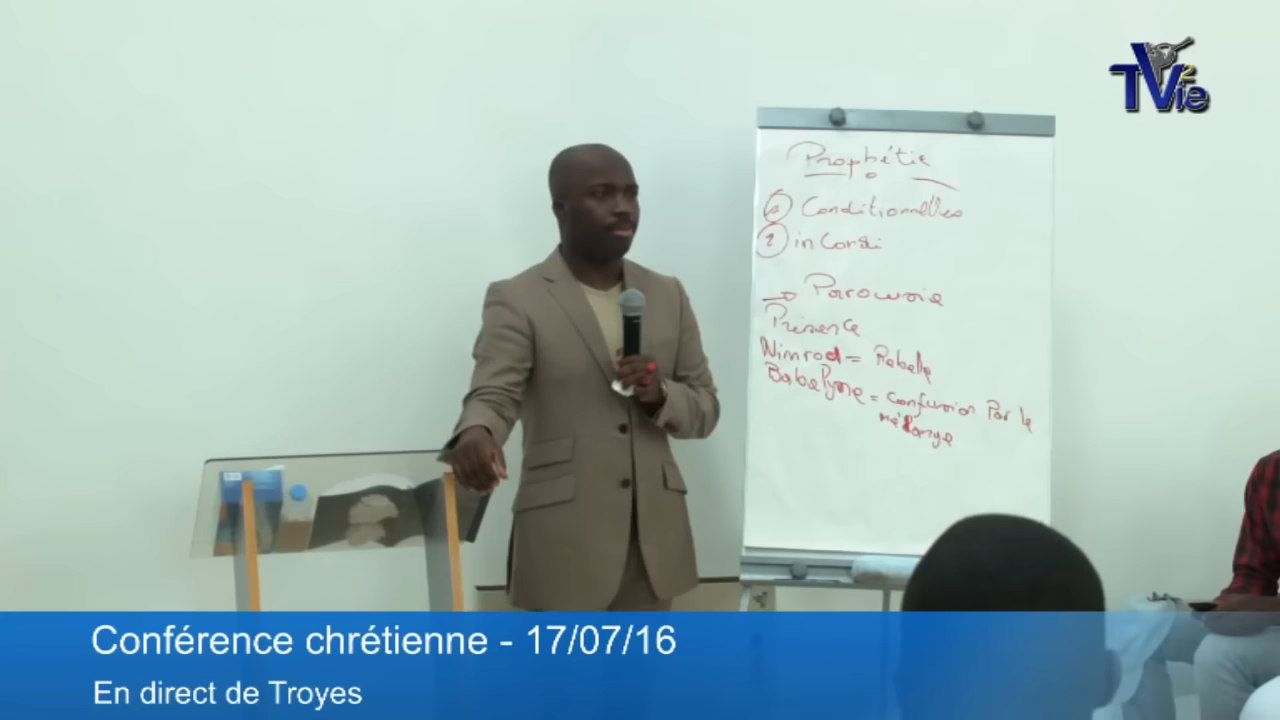 TV2Vie
Prophétie
① Conditionnelles
② inCondi
→ Parousie
Présence
Nimrod = Rebelle
Babylone = Confusion Par le
mélange
Conférence chrétienne - 17/07/16
En direct de Troyes